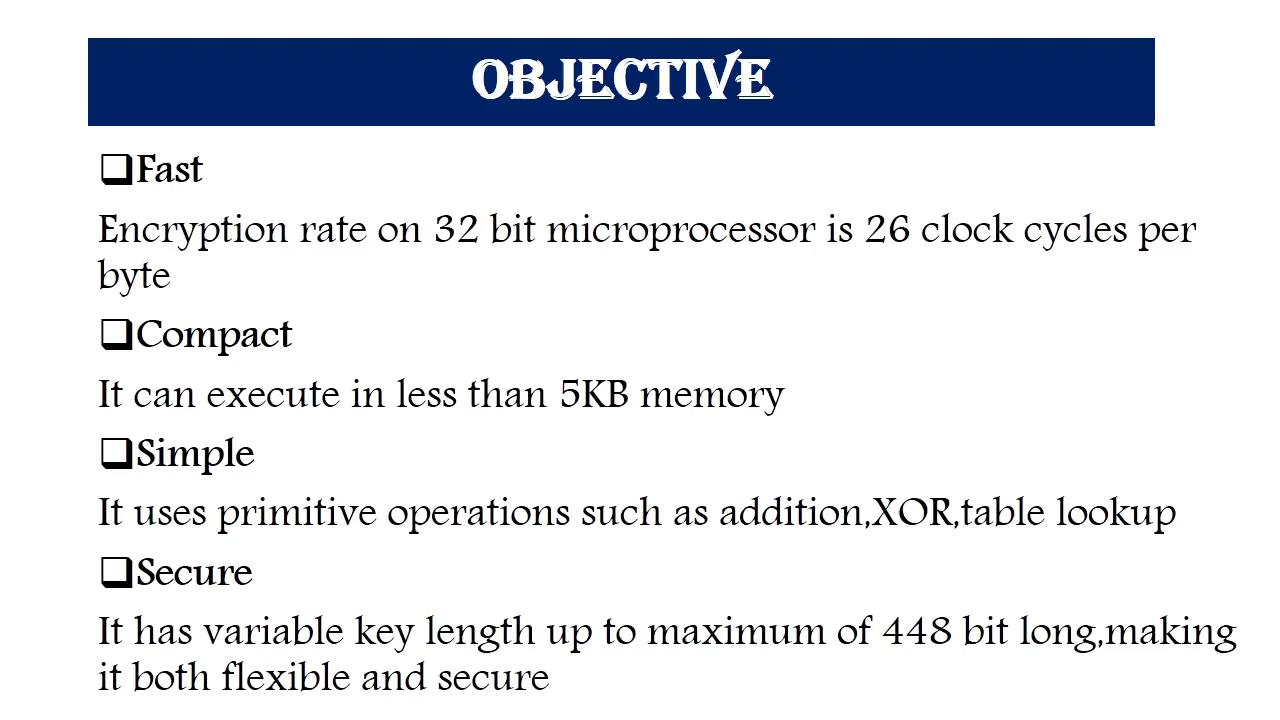 OBJECTIVE
❑Fast
Encryption rate on 32 bit microprocessor is 26 clock cycles per
byte
❑Compact
It can execute in less than 5KB memory
❑Simple
It uses primitive operations such as addition,XOR,table lookup
❑Secure
It has variable key length up to maximum of 448 bit long,making
it both flexible and secure